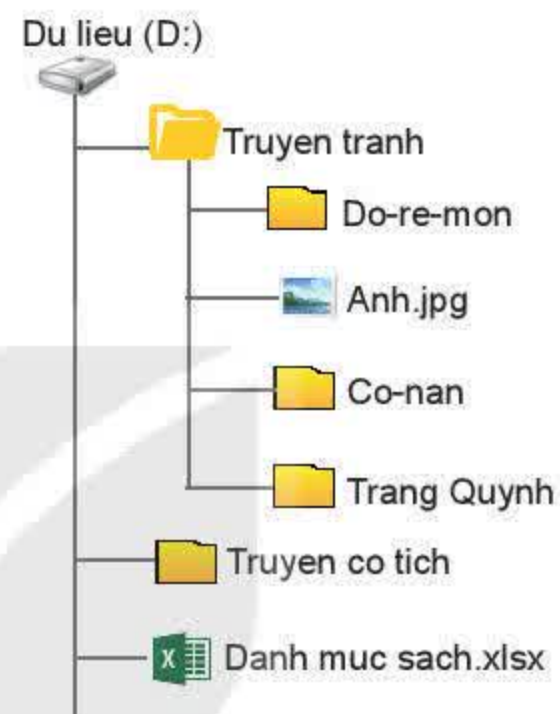 Du lieu (D:)
Truyen tranh
Do-re-mon
Anh.jpg
Co-nan
Trang Quynh
Truyen co tich
Danh muc sach.xlsx